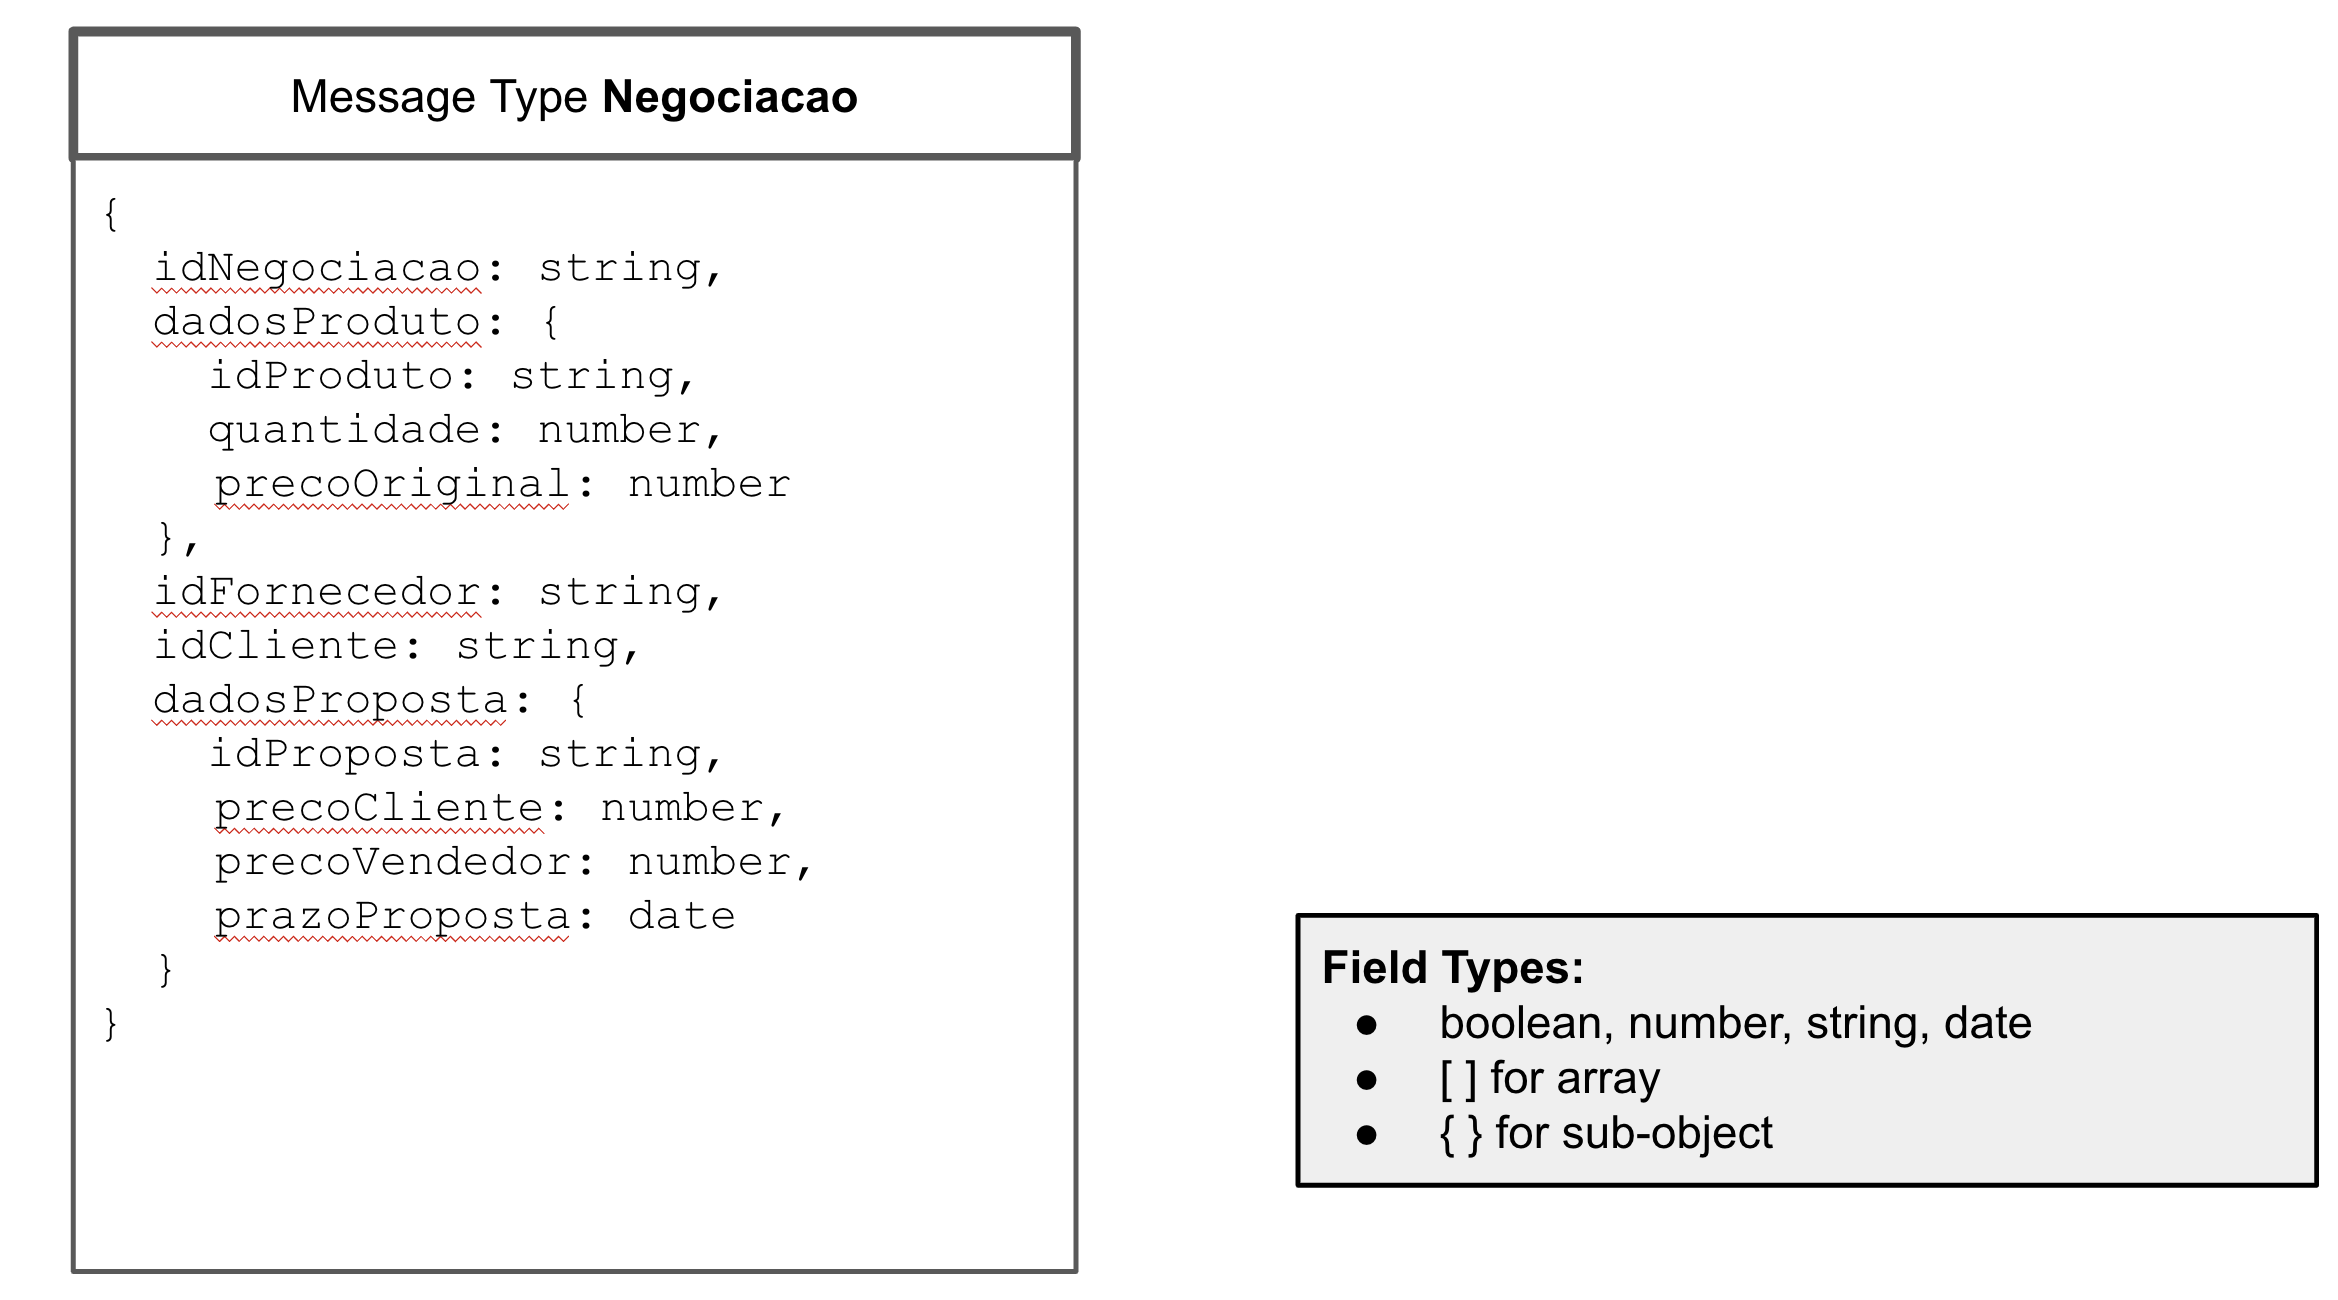 Message Type Negociacao
{
idNegociacao: string,
dadosProduto: {
idProduto: string,
quantidade: number,
precoOriginal: number
},
idFornecedor: string,
idCliente: string,
dadosProposta: {
idProposta: string,
precoCliente: number,
precoVendedor: number,
prazoProposta: date
}
}
Field Types:
● boolean, number, string, date
● [ ] for array
● { } for sub-object